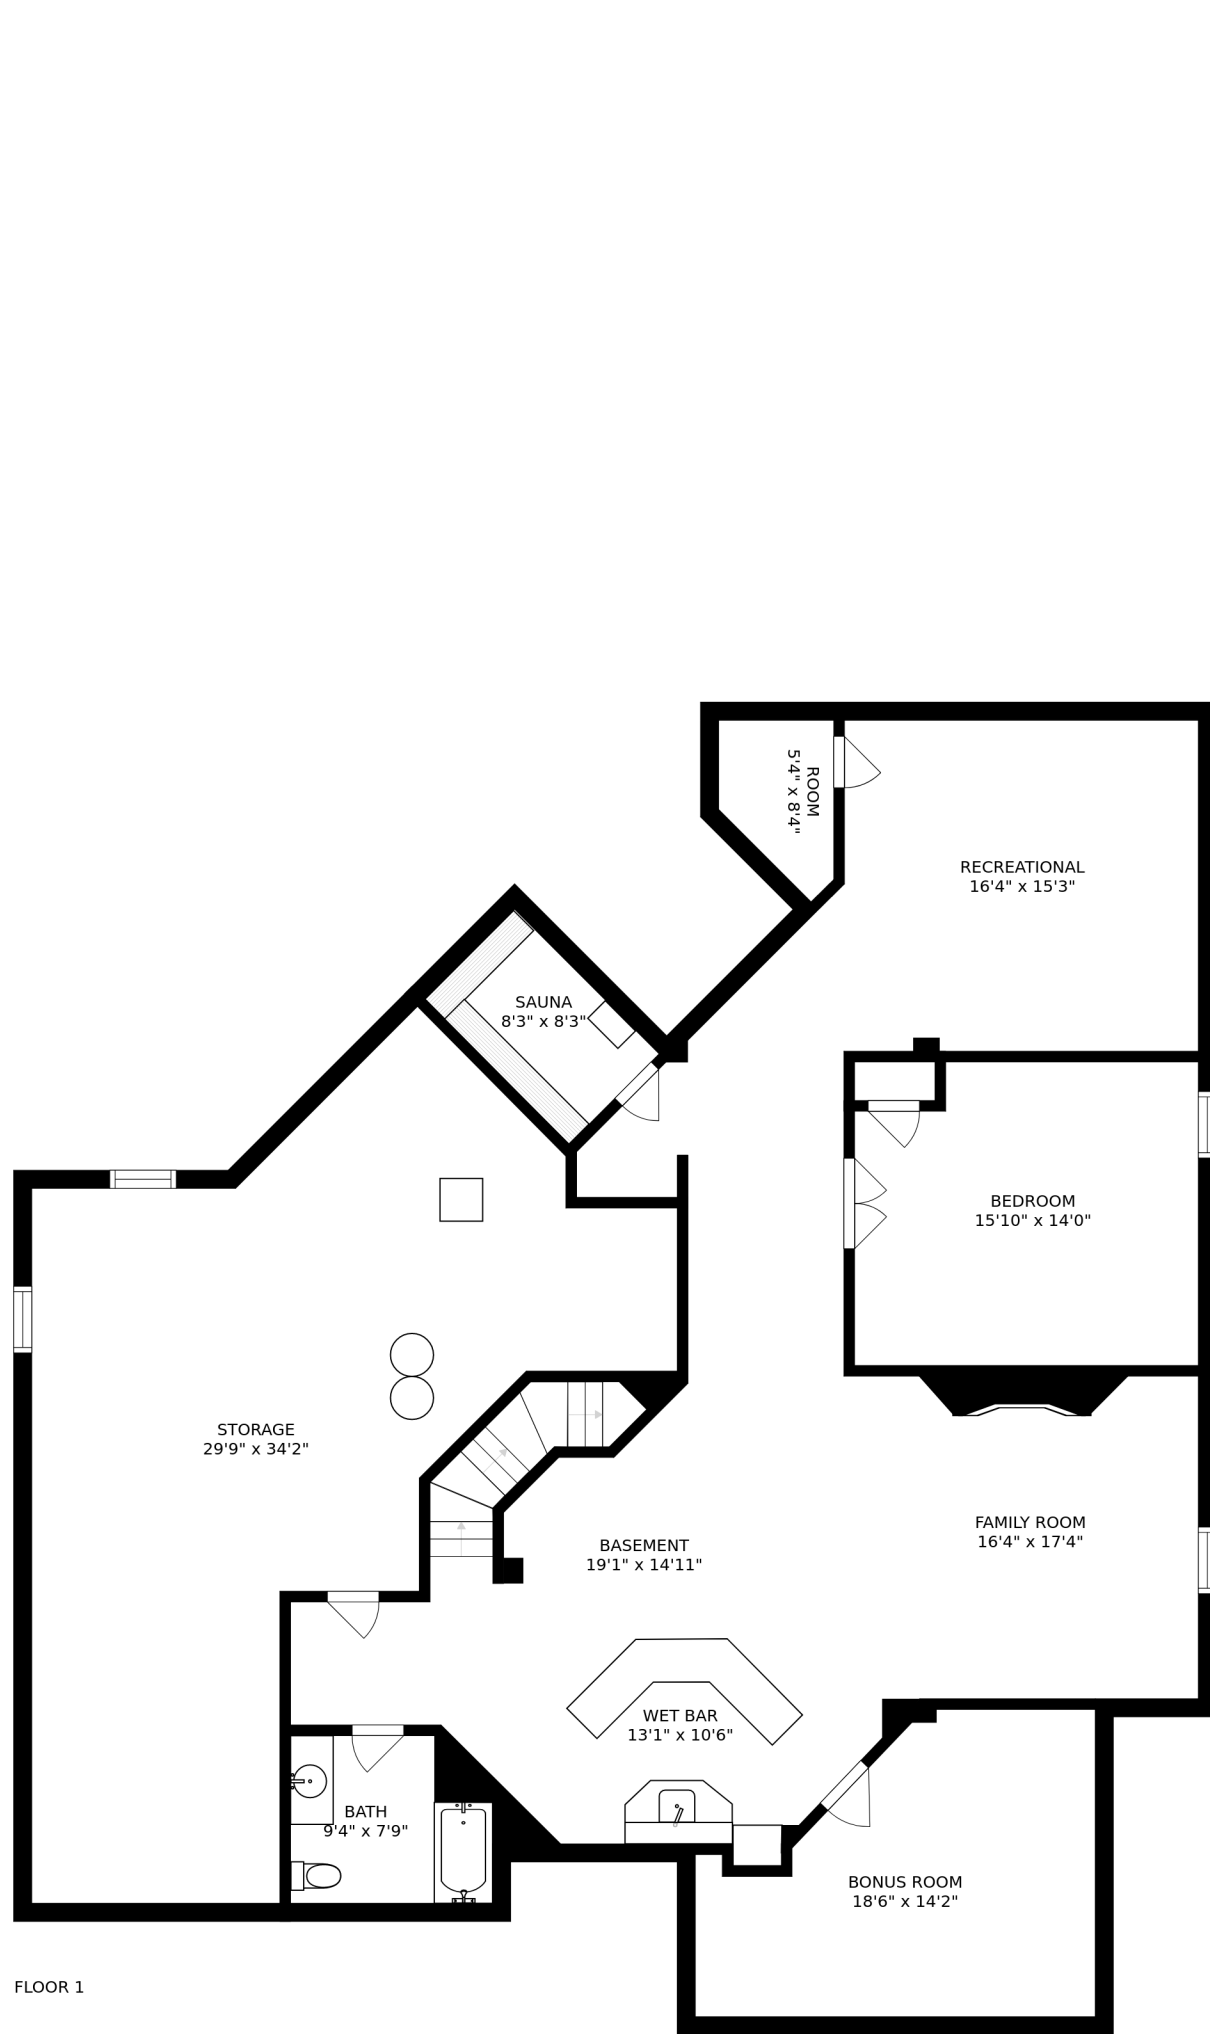 ROOM
5'4" x 8'4"
RECREATIONAL
16'4" x 15'3"
SAUNA
8'3" x 8'3"
BEDROOM
15'10" x 14'0"
STORAGE
29'9" x 34'2"
FAMILY ROOM
16'4" x 17'4"
BASEMENT
19'1" x 14'11"
WET BAR
13'1" x 10'6"
BATH
9'4" x 7'9"
BONUS ROOM
18'6" x 14'2"
FLOOR 1